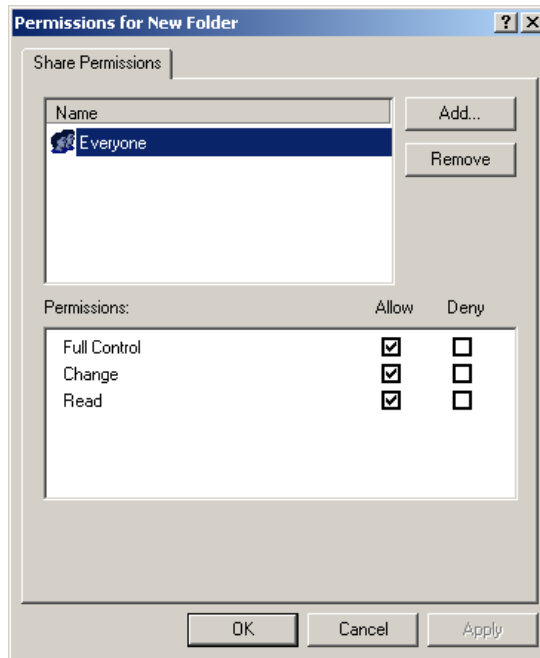 Permissions for New Folder
Share Permissions
Name
Add...
Everyone
Remove
Permissions: Allow Deny
Full Control
Change
Read
OK Cancel Apply